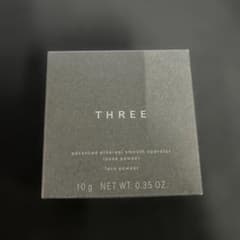 THREE
advanced ethereal smooth operator
loose powder
face powder
10 g  NET WT. 0.35 OZ.